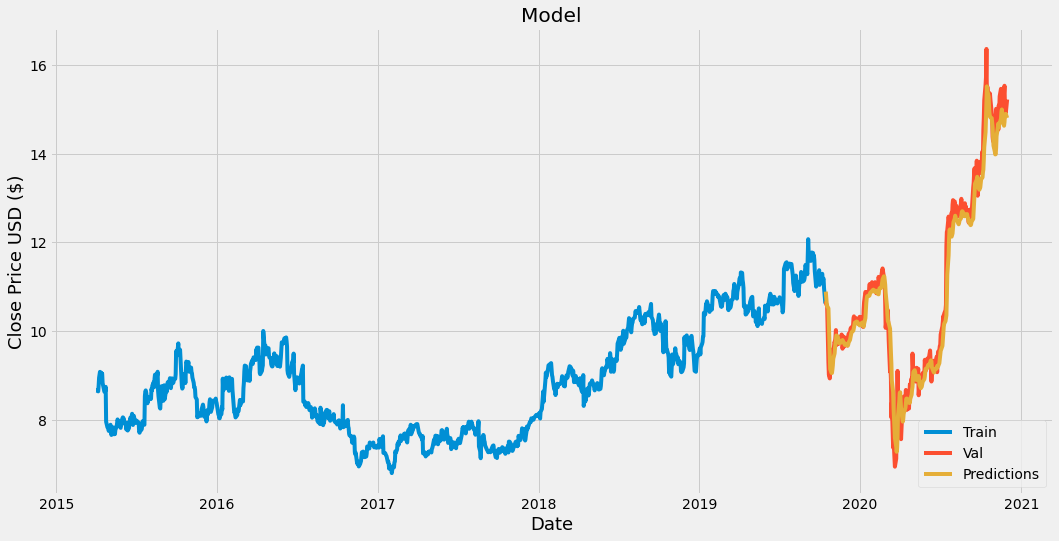 Model
Close Price USD ($)
16
14
12
10
8
2015 2016 2017 2018 2019 2020 2021
Date
Train
Val
Predictions